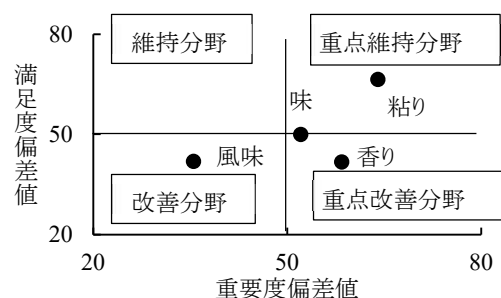 80
維持分野
重点維持分野
満足度偏差値
味
粘り
50
風味
香り
改善分野
重点改善分野
20
20
50
80
重要度偏差値